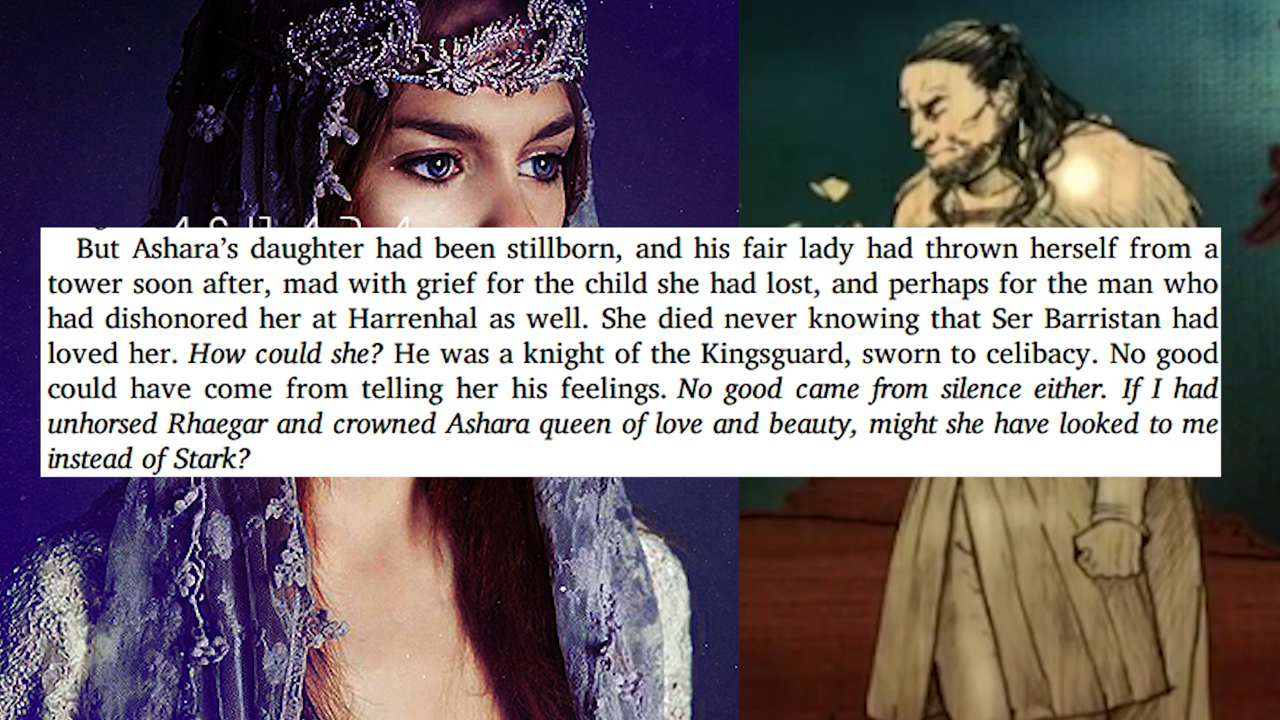 But Ashara’s daughter had been stillborn, and his fair lady had thrown herself from a
tower soon after, mad with grief for the child she had lost, and perhaps for the man who
had dishonored her at Harrenhal as well. She died never knowing that Ser Barristan had
loved her. How could she? He was a knight of the Kingsguard, sworn to celibacy. No good
could have come from telling her his feelings. No good came from silence either. If I had
unhorsed Rhaegar and crowned Ashara queen of love and beauty, might she have looked to me
instead of Stark?